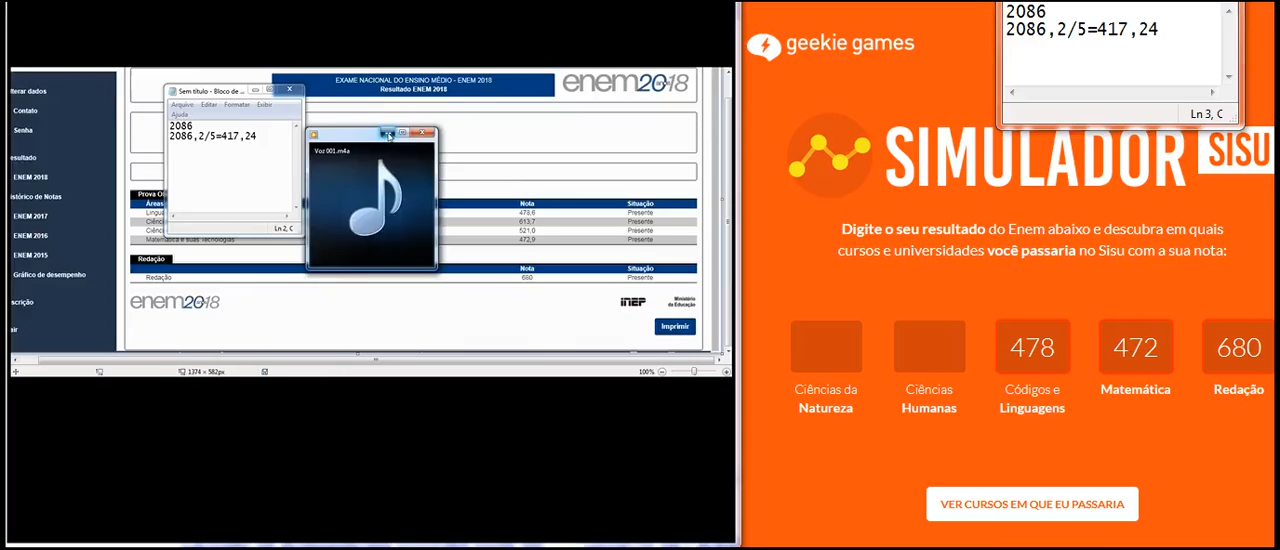 EXAME NACIONAL DO ENSINO MÉDIO - ENEM 2018
Resultado ENEM 2018
enem2018
lterar dados
Contato
Senha
esultado
ENEM 2018
istórico de Notas
ENEM 2017
ENEM 2016
ENEM 2015
Gráfico de desempenho
scrição
air
Sem título - Bloco de ...
Arquivo Editar Formatar Exibir
Ajuda
2086
2086,2/5=417,24
Ln 2, C
Voz 001.m4a
Prova O
Áreas Nota Situação
Lingua 478,6 Presente
Ciênc 613,7 Presente
Ciênc 521,0 Presente
Matemática e suas Tecnologias 472,9 Presente
Redação
Nota Situação
Redação 680 Presente
enem2018
INEP
Ministério da Educação
Imprimir
1374 × 582px
100%
2086
2086,2/5=417,24
Ln 3, C
geekie games
SIMULADOR SISU
Digite o seu resultado do Enem abaixo e descubra em quais
cursos e universidades você passaria no Sisu com a sua nota:
478 472 680
Ciências da Natureza
Ciências Humanas
Códigos e Linguagens
Matemática
Redação
VER CURSOS EM QUE EU PASSARIA